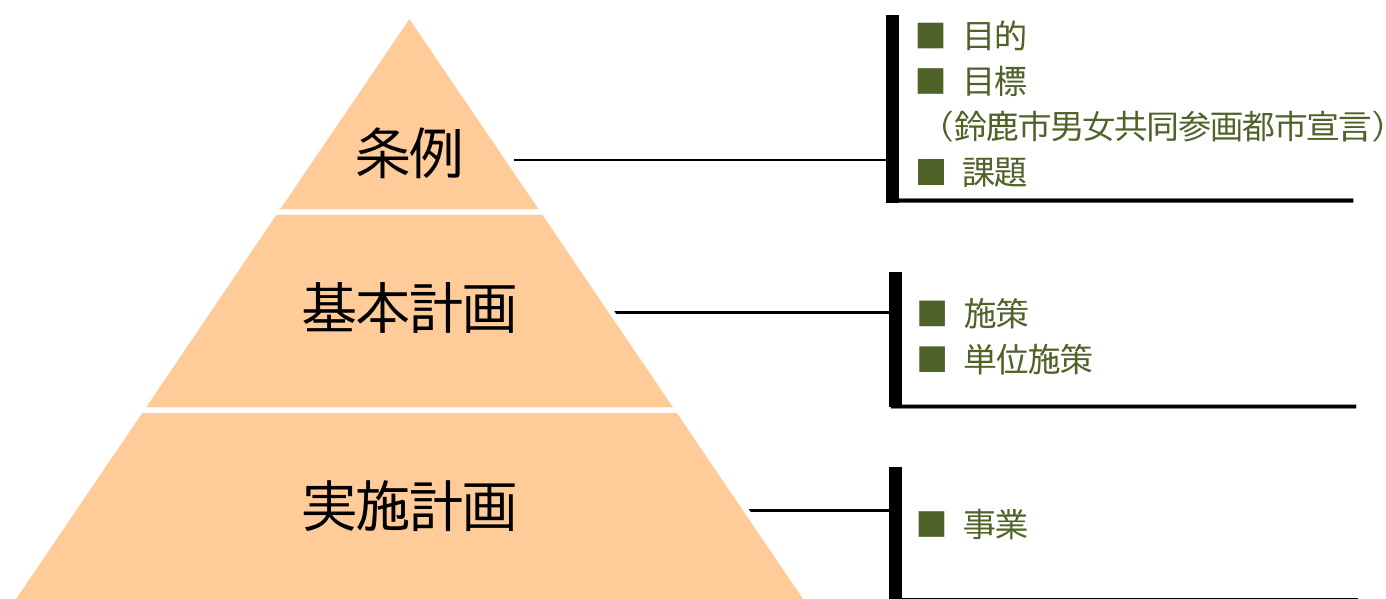 条例
■ 目的
■ 目標
（鈴鹿市男女共同参画都市宣言）
■ 課題
基本計画
■ 施策
■ 単位施策
実施計画
■ 事業